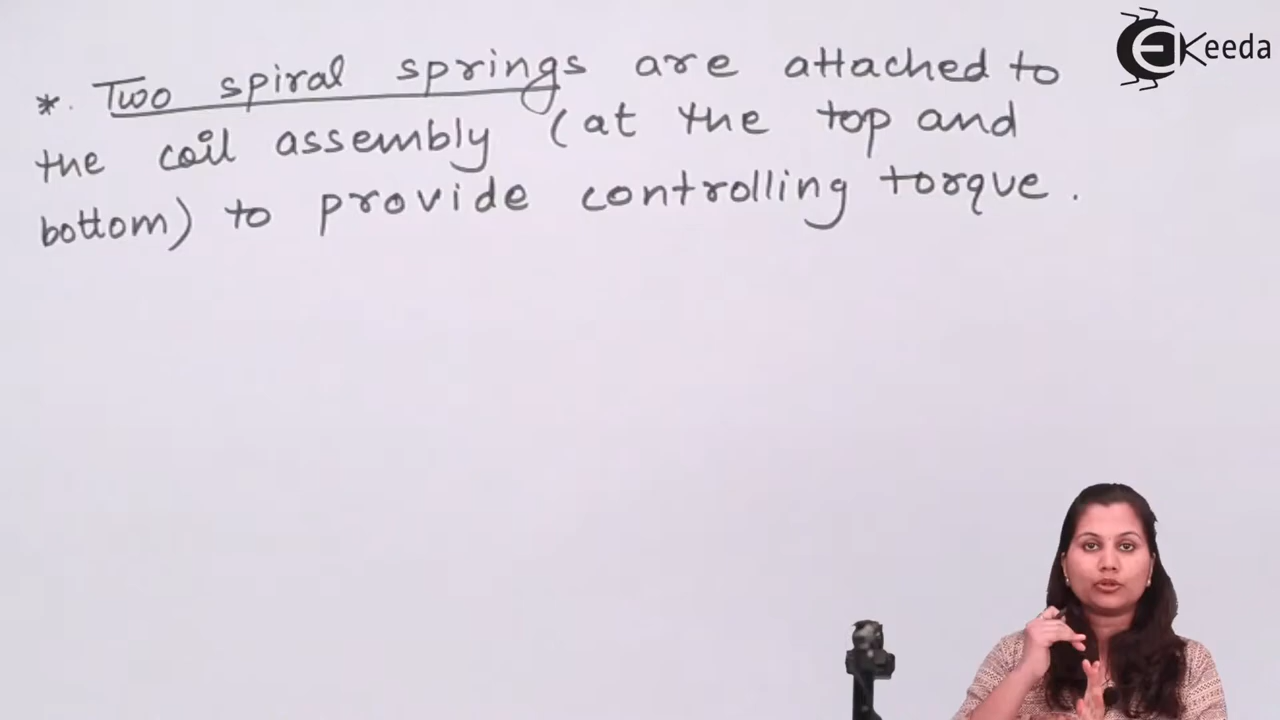 Ekeeda
*. Two spiral springs are attached to
the coil assembly (at the top and
bottom) to provide controlling torque.